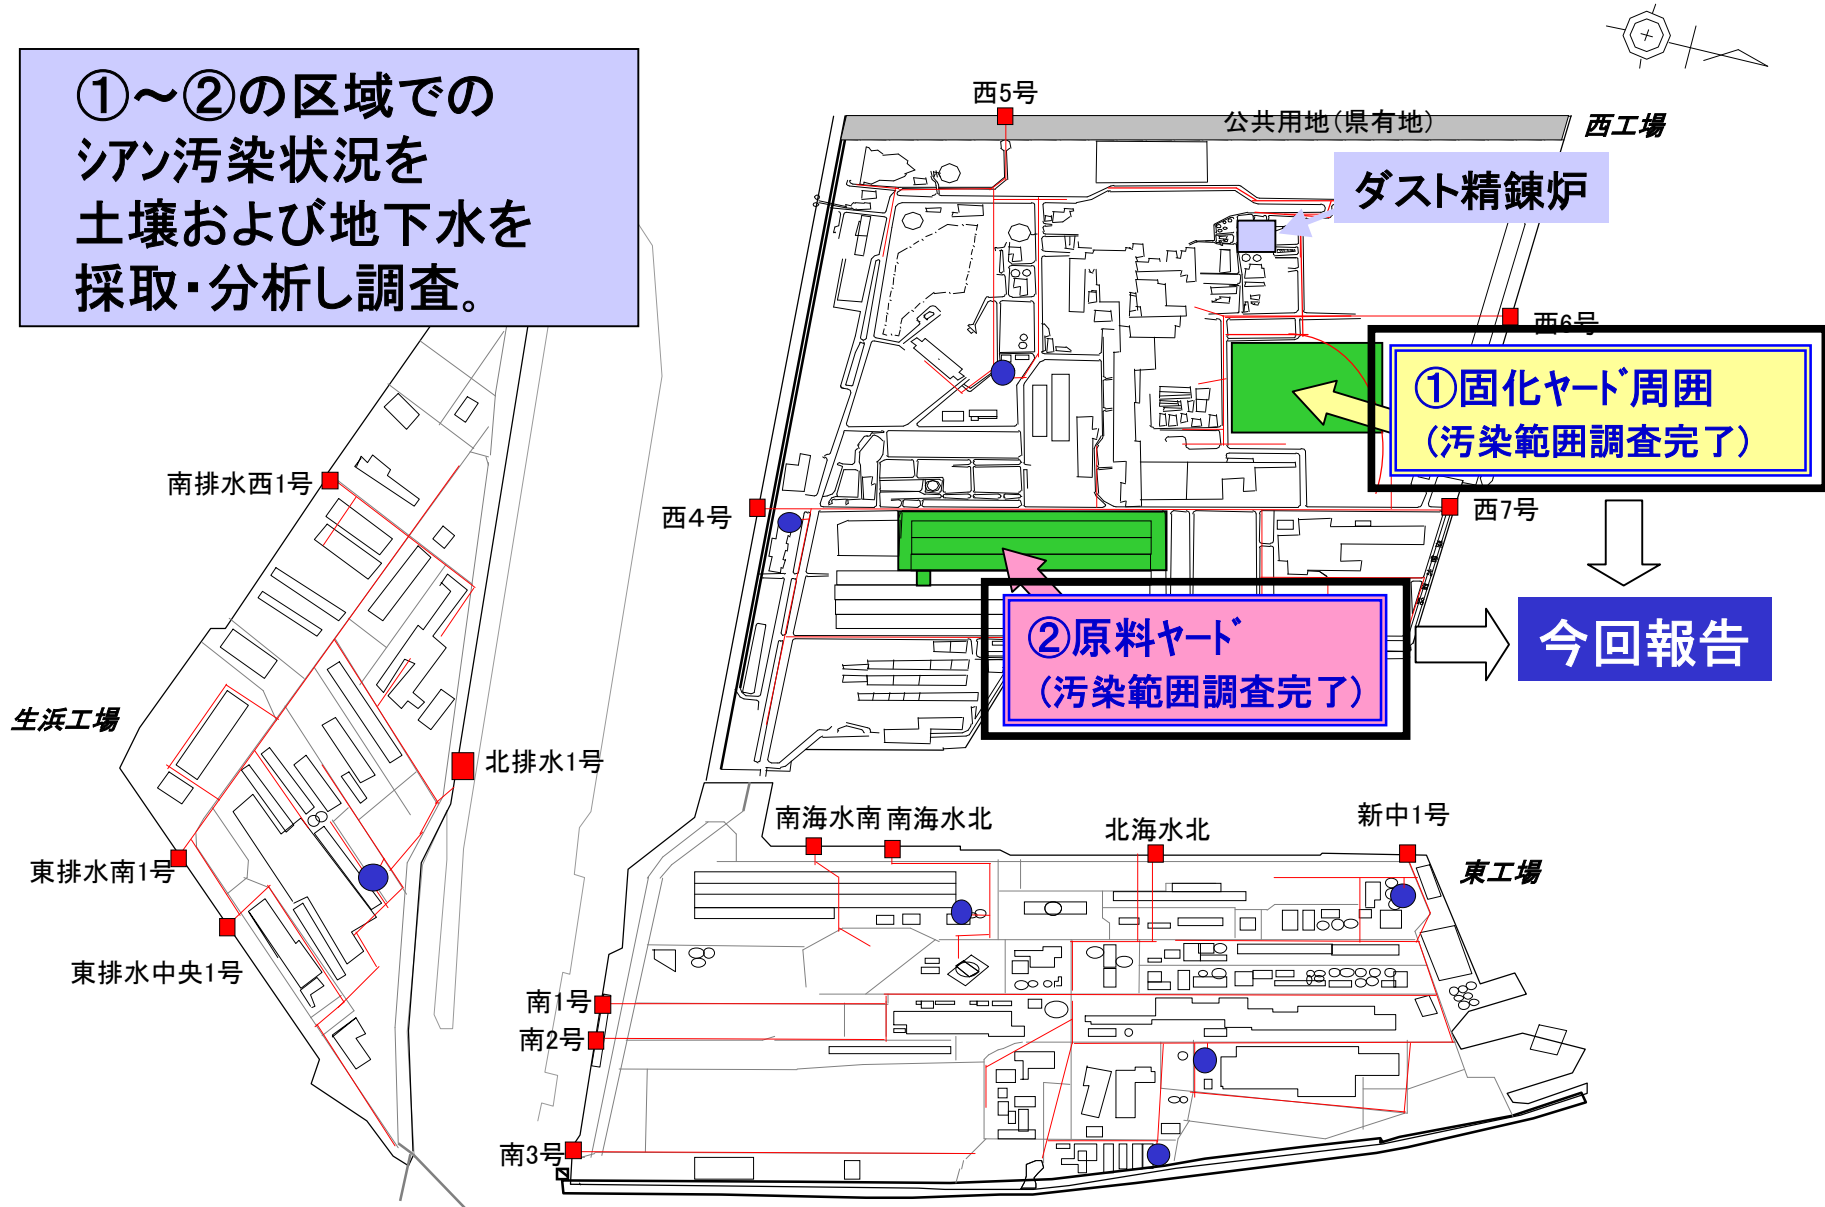 ①～②の区域での
シアン汚染状況を
土壌および地下水を
採取・分析し調査。
西5号
公共用地(県有地)
西工場
ダスト精錬炉
西6号
①固化ヤード周囲
(汚染範囲調査完了)
南排水西1号
西4号
西7号
②原料ヤード
(汚染範囲調査完了)
今回報告
生浜工場
北排水1号
南海水南
南海水北
北海水北
新中1号
東排水南1号
東工場
東排水中央1号
南1号
南2号
南3号